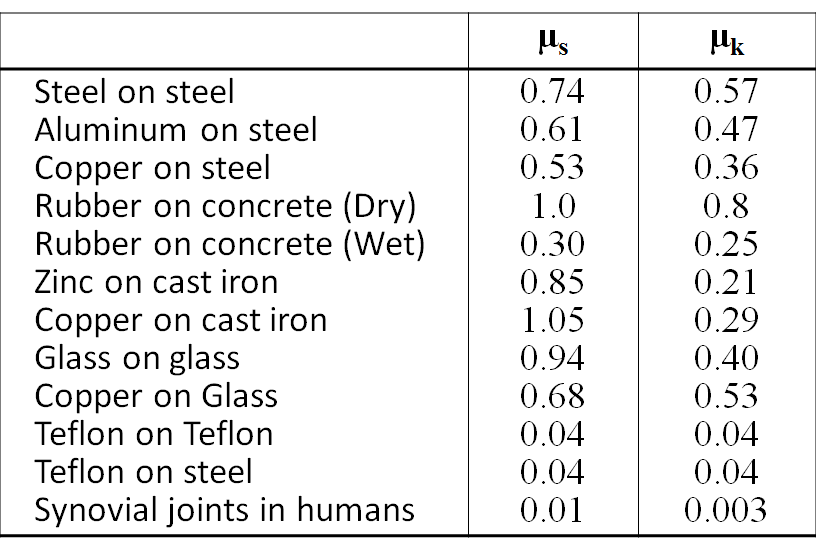 μs μk
Steel on steel 0.74 0.57
Aluminum on steel 0.61 0.47
Copper on steel 0.53 0.36
Rubber on concrete (Dry) 1.0 0.8
Rubber on concrete (Wet) 0.30 0.25
Zinc on cast iron 0.85 0.21
Copper on cast iron 1.05 0.29
Glass on glass 0.94 0.40
Copper on Glass 0.68 0.53
Teflon on Teflon 0.04 0.04
Teflon on steel 0.04 0.04
Synovial joints in humans 0.01 0.003